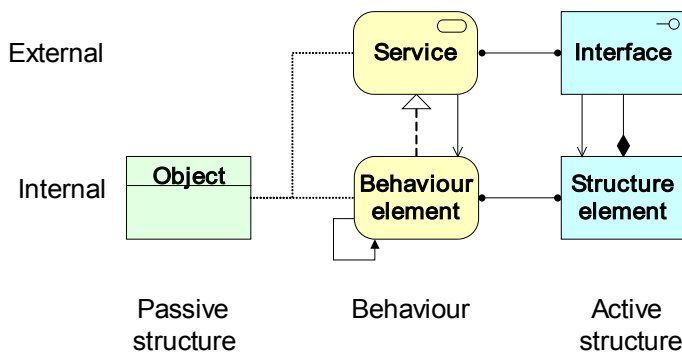 External
Service
Interface
Internal
Object
Behaviour
element
Structure
element
Passive
structure
Behaviour
Active
structure